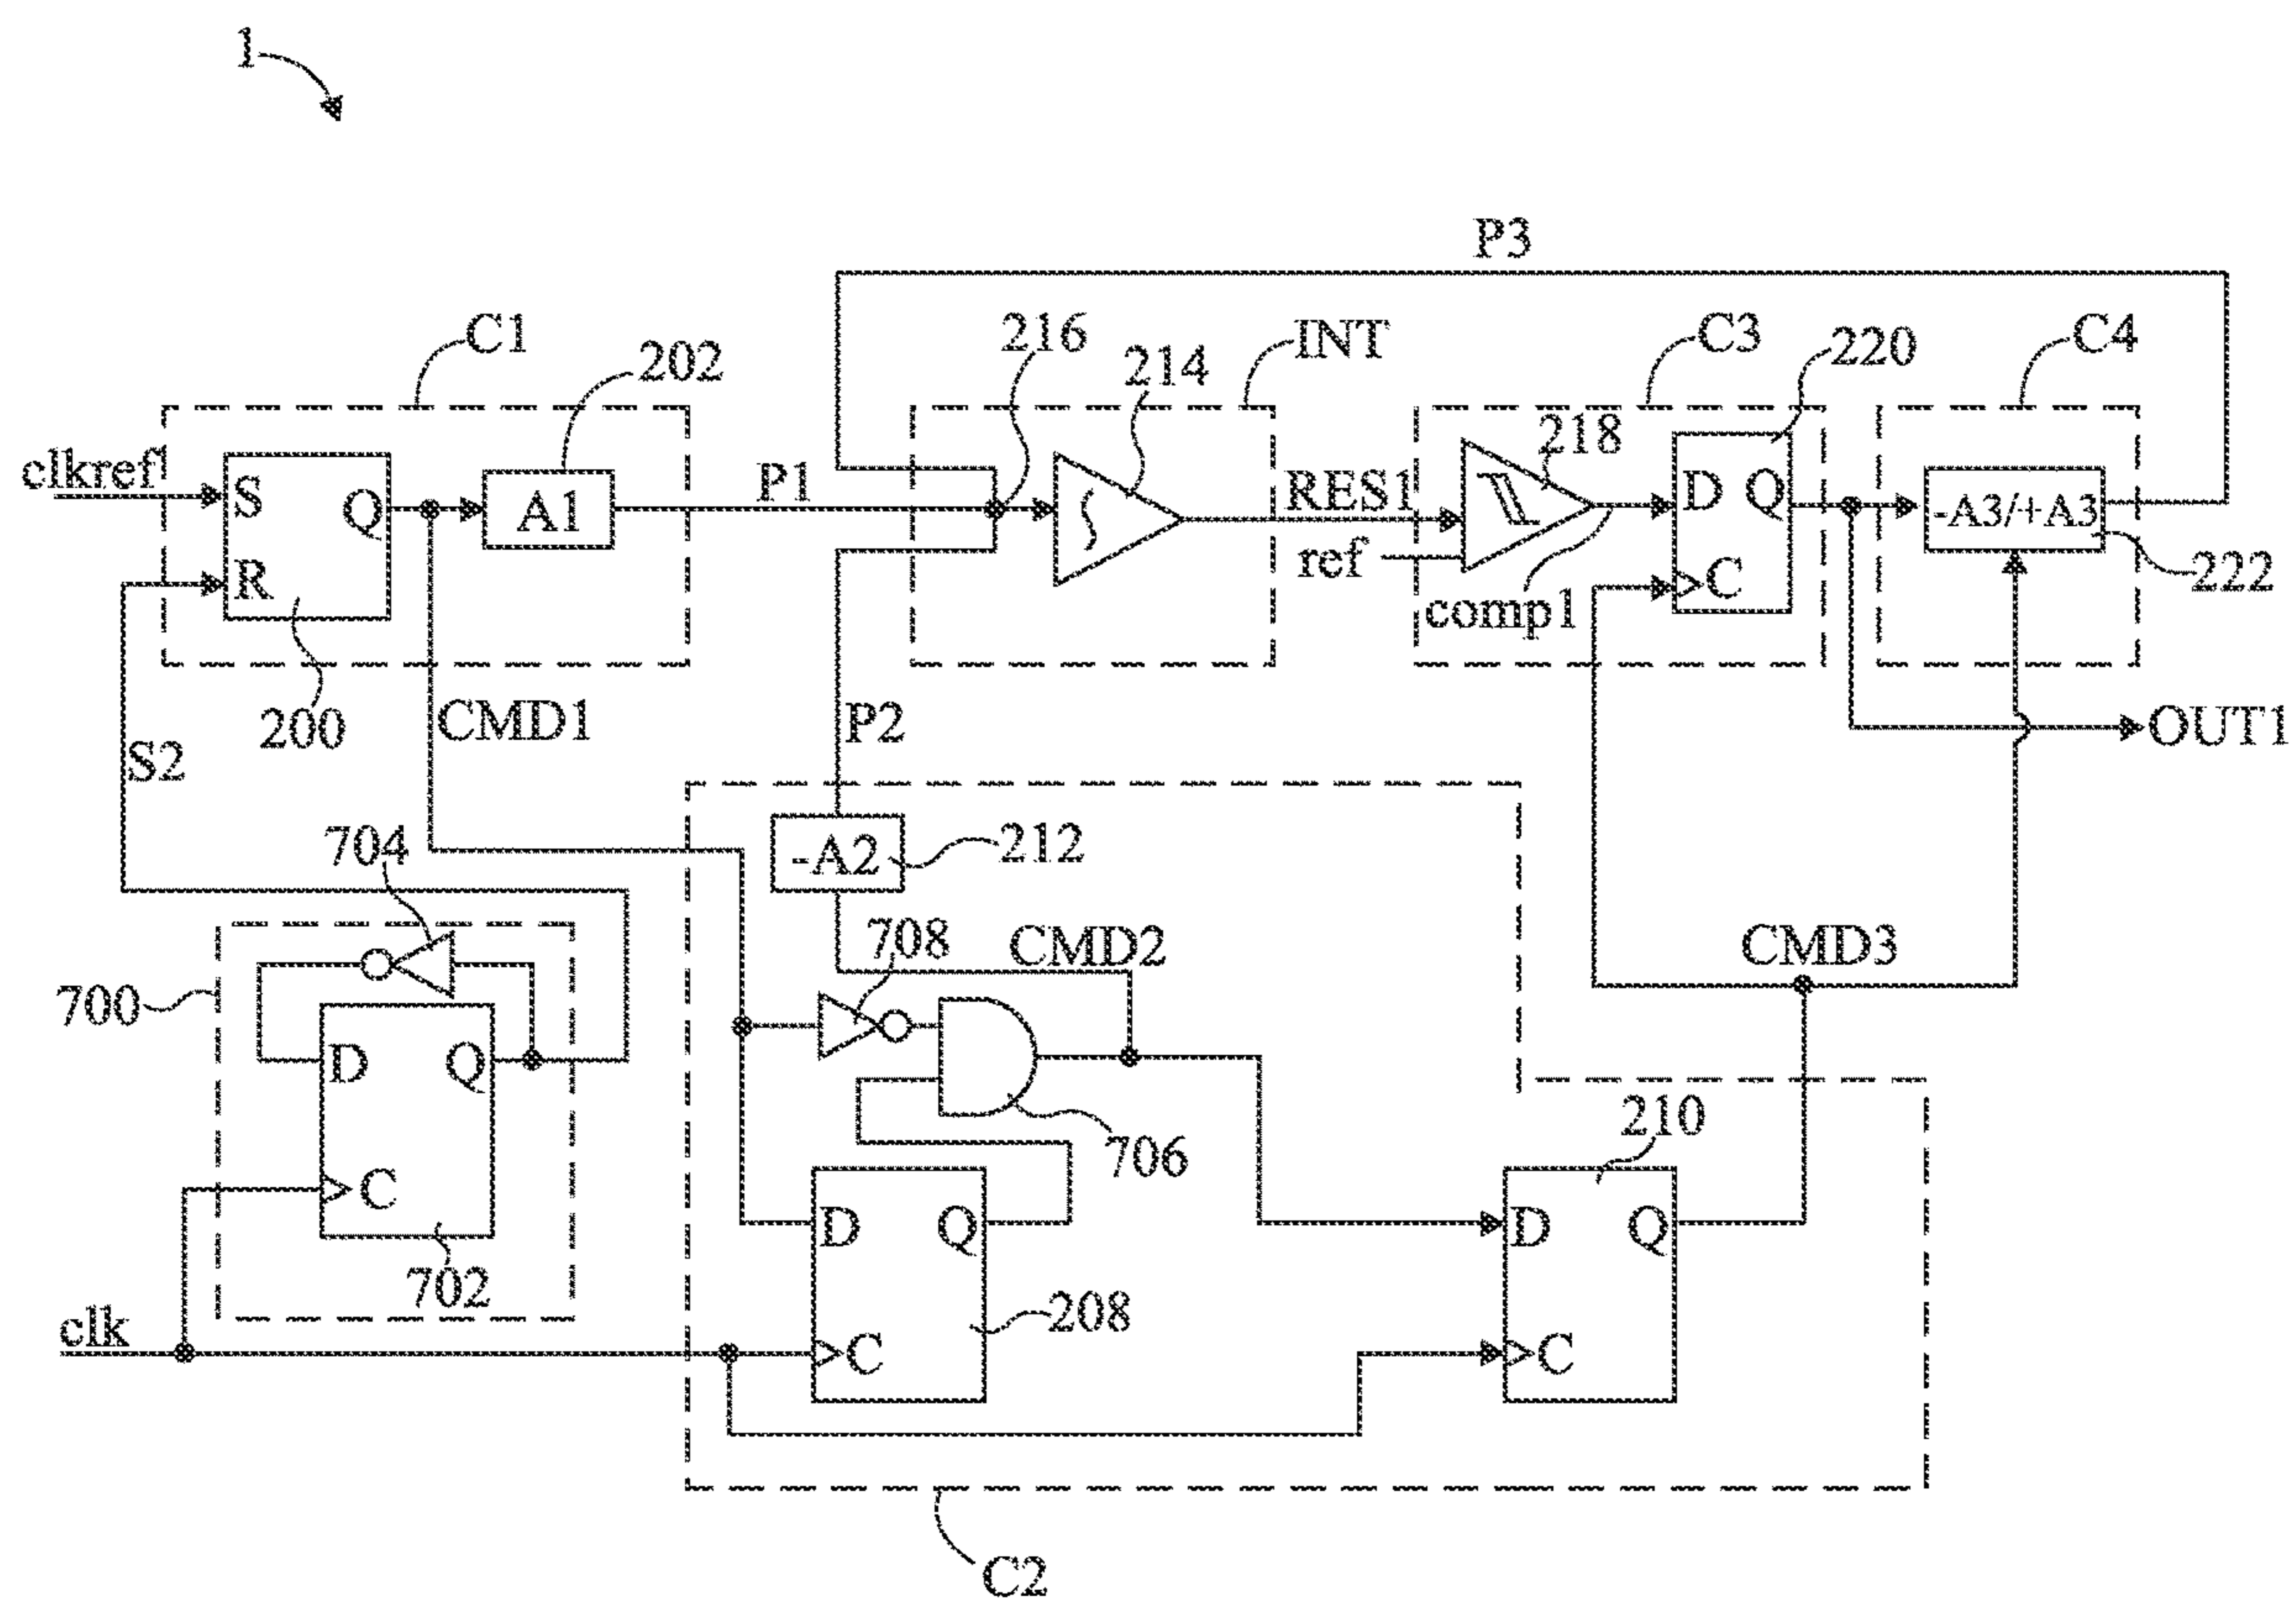 1
P3
C1
202
216
214
INT
C3
220
C4
clkref
S
Q
R
A1
P1
RES1
ref
218
comp1
D
Q
C
-A3/+A3
222
200
CMD1
S2
P2
OUT1
704
-A2
212
708
CMD2
CMD3
700
D
Q
C
702
706
210
D
Q
C
208
D
Q
C
clk
C2